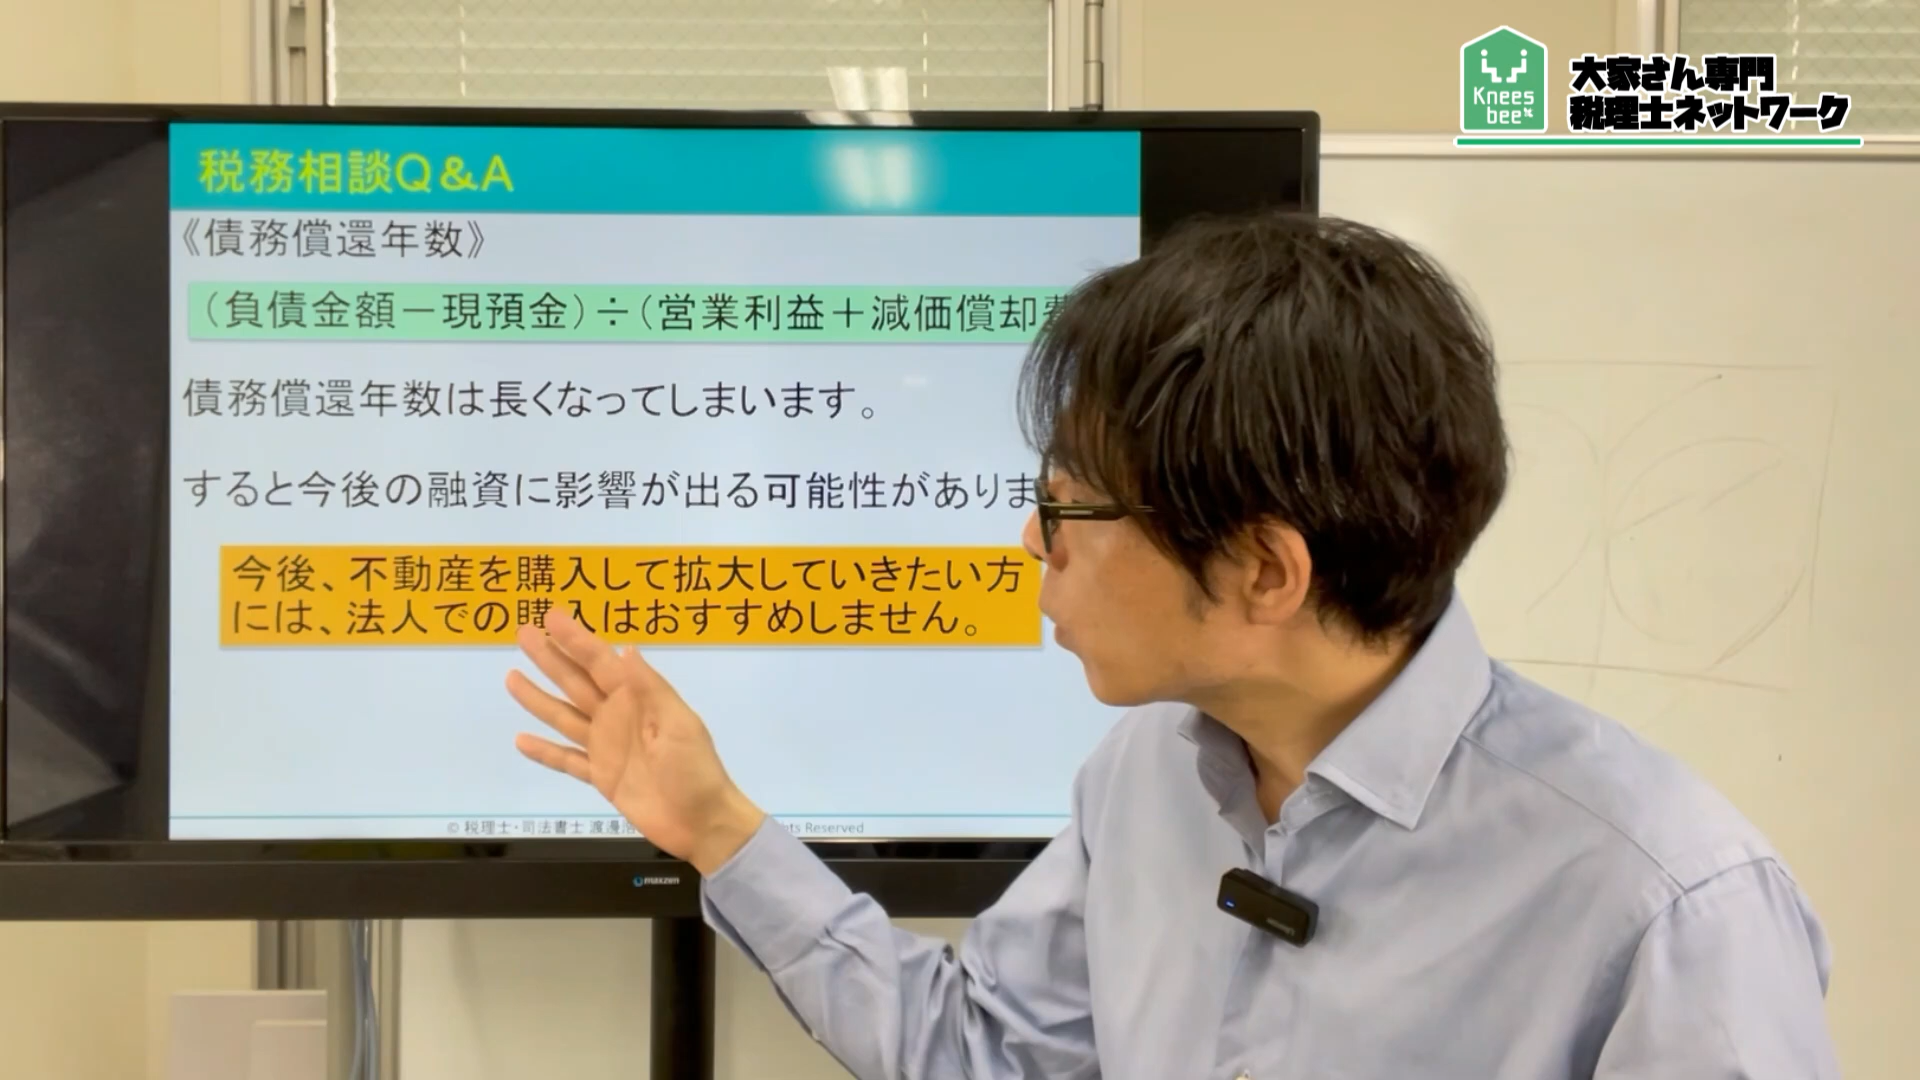 Knees
bee
大家さん専門
税理士ネットワーク
税務相談Q&A
《債務償還年数》
(負債金額－現預金)÷(営業利益＋減価償却費
債務償還年数は長くなってしまいます。
すると今後の融資に影響が出る可能性がありま
今後、不動産を購入して拡大していきたい方
には、法人での購入はおすすめしません。
© 税理士・司法書士 渡邊浩 ts Reserved
maxzen